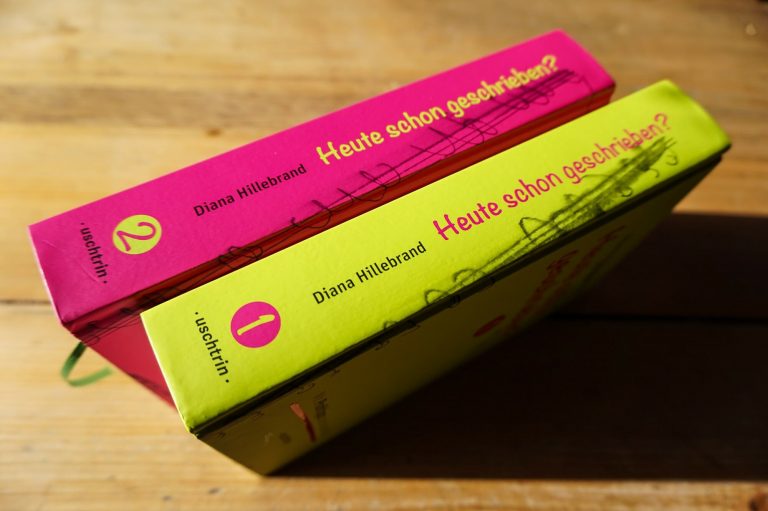 Heute schon geschrieben?
Diana Hillebrand
2
· uschtrin ·
Heute schon geschrieben?
Diana Hillebrand
1
· uschtrin ·